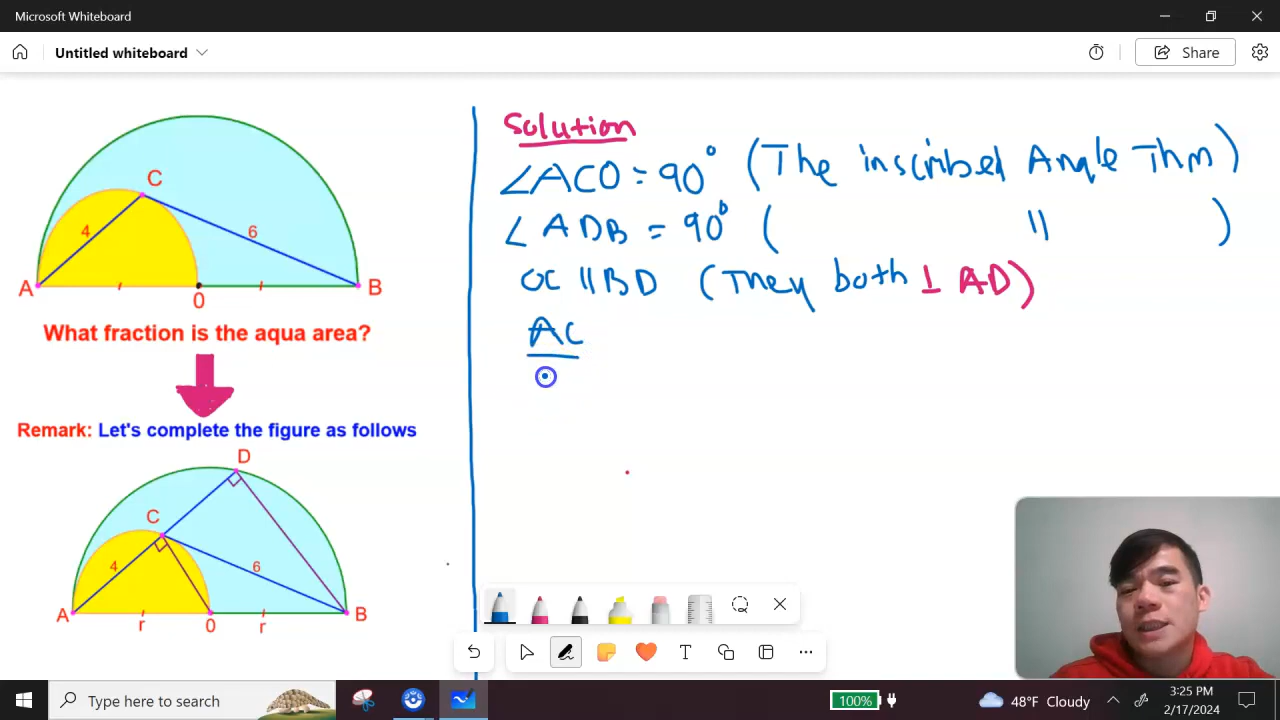 Microsoft Whiteboard
Untitled whiteboard
Share
C
4
6
A
O
B
What fraction is the aqua area?
Remark: Let's complete the figure as follows
D
C
4
6
A
r
O
r
B
Solution
∠ACO = 90° (The inscribed Angle Thm)
∠ADB = 90° ( " )
OC || BD (They both ⊥ AD)
AC
T
Type here to search
100%
48°F Cloudy
3:25 PM
2/17/2024